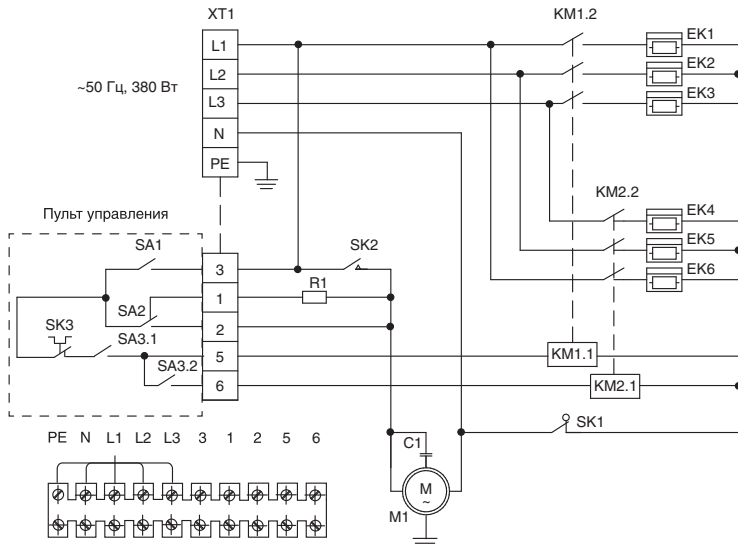 XT1
KM1.2
L1
EK1
L2
EK2
~50 Гц, 380 Вт
L3
EK3
N
PE
KM2.2
EK4
Пульт управления
EK5
SA1
SK2
3
EK6
R1
1
SA2
2
SK3
SA3.1
5
KM1.1
SA3.2
6
KM2.1
SK1
PE N L1 L2 L3 3 1 2 5 6
C1
M
~
M1